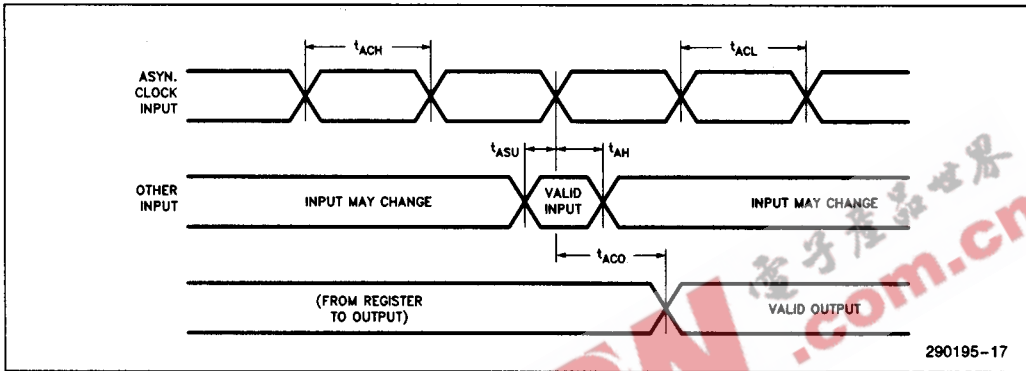 tACH
tACL
ASYN.
CLOCK
INPUT
tASU
tAH
OTHER
INPUT
INPUT MAY CHANGE
VALID
INPUT
INPUT MAY CHANGE
tACO
(FROM REGISTER
TO OUTPUT)
VALID OUTPUT
290195-17
電子產品世界
.com.cn